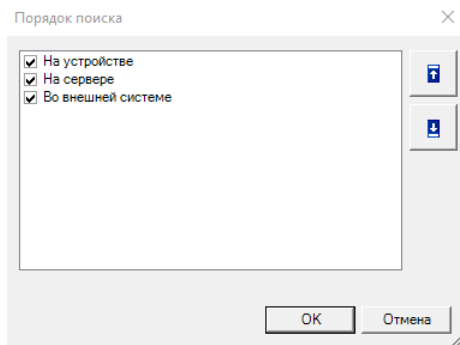 Порядок поиска
На устройстве
На сервере
Во внешней системе
OK
Отмена